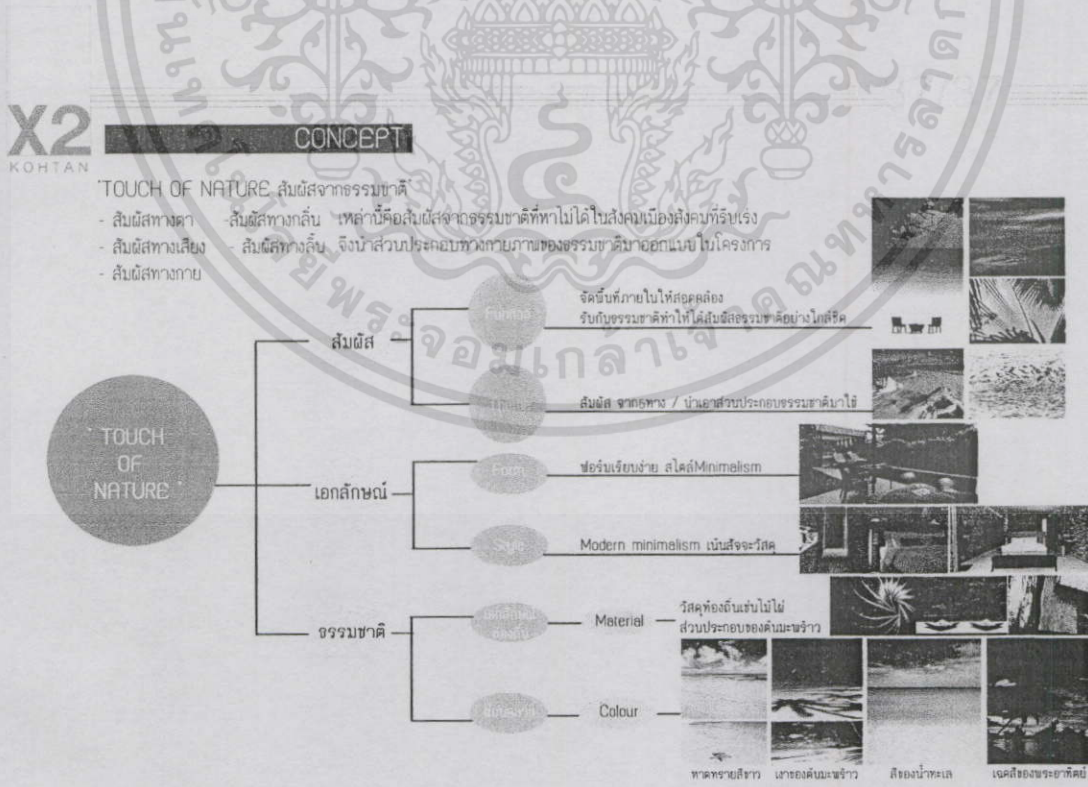 X2
KOHTAN
CONCEPT
"TOUCH OF NATURE สัมผัสจากธรรมชาติ"
- สัมผัสทางตา -สัมผัสทางกลิ่น เหล่านี้คือสัมผัสจากธรรมชาติที่หาไม่ได้ในสังคมเมืองสังคมที่รีบเร่ง
- สัมผัสทางเสียง - สัมผัสทางลิ้น จึงนำส่วนประกอบทางกายภาพของธรรมชาติมาออกแบบในโครงการ
- สัมผัสทางกาย
"TOUCH
OF
NATURE"
สัมผัส
จัดพื้นที่ภายในให้สอดคล้อง
รับกับธรรมชาติทำให้ได้สัมผัสธรรมชาติอย่างใกล้ชิด
สัมผัส จาก5ทาง / นำเอาส่วนประกอบธรรมชาติมาใช้
เอกลักษณ์
Form
ฟอร์มเรียบง่าย สไตล์Minimalism
Style
Modern minimalism เน้นสัจจะวัสดุ
ธรรมชาติ
Material
วัสดุท้องถิ่นเช่นไม้ไผ่
ส่วนประกอบของต้นมะพร้าว
Colour
หาดทรายสีขาว
เงาของต้นมะพร้าว
สีของน้ำทะเล
เฉดสีของพระอาทิตย์